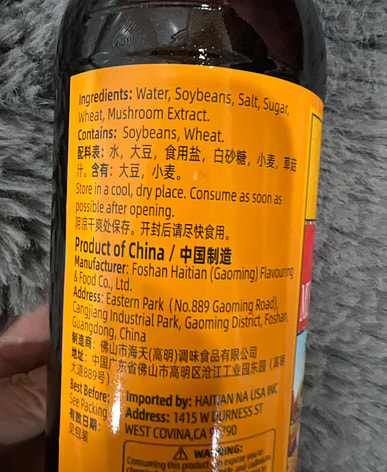 Ingredients: Water, Soybeans, Salt, Sugar,
Wheat, Mushroom Extract.
Contains: Soybeans, Wheat.
配料表：水，大豆，食用盐，白砂糖，小麦，草菇
汁。含有：大豆，小麦。
Store in a cool, dry place. Consume as soon as
possible after opening.
阴凉干爽处保存。开封后请尽快食用。
Product of China / 中国制造
Manufacturer: Foshan Haitian (Gaoming) Flavouring
& Food Co., Ltd.
Address: Eastern Park (No.889 Gaoming Road),
Cangjiang Industrial Park, Gaoming District, Foshan,
Guangdong, China
制造商：佛山市海天(高明)调味食品有限公司
地址：中国广东省佛山市高明区沧江工业园东园（高明
大道889号）
Best Before:
See Packing
有效日期：
见包装
Imported by: HAITIAN NA USA INC
Address: 1415 W DURNESS ST
WEST COVINA,CA
WARNING:
Consuming this product can expose you to